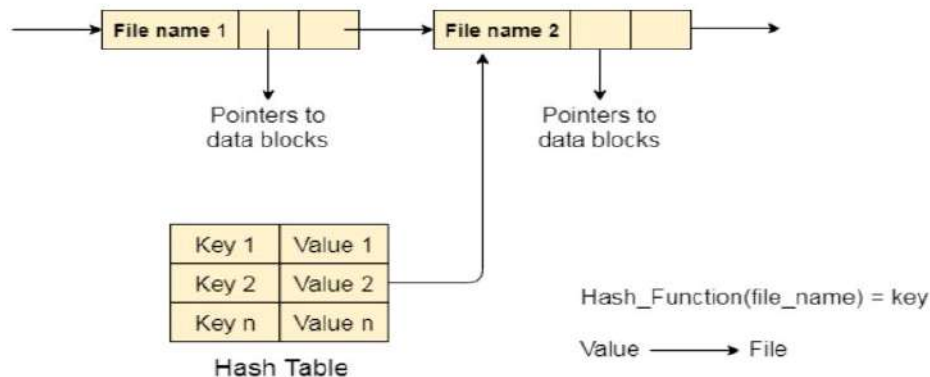 File name 1
File name 2
Pointers to
data blocks
Pointers to
data blocks
Key 1 Value 1
Key 2 Value 2
Key n Value n
Hash Table
Hash_Function(file_name) = key
Value File